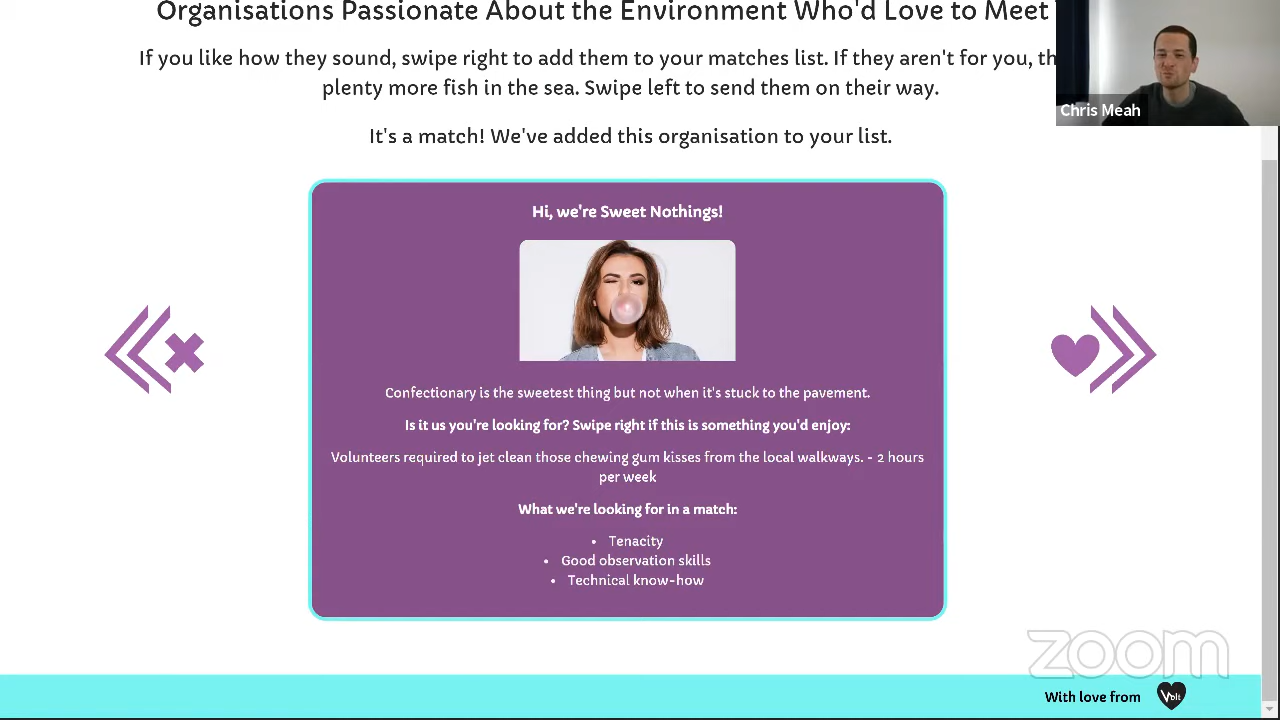 Organisations Passionate About the Environment Who'd Love to Meet
If you like how they sound, swipe right to add them to your matches list. If they aren't for you,
plenty more fish in the sea. Swipe left to send them on their way.
Chris Meah
It's a match! We've added this organisation to your list.
Hi, we're Sweet Nothings!
Confectionary is the sweetest thing but not when it's stuck to the pavement.
Is it us you're looking for? Swipe right if this is something you'd enjoy:
Volunteers required to jet clean those chewing gum kisses from the local walkways. - 2 hours
per week
What we're looking for in a match:
• Tenacity
• Good observation skills
• Technical know-how
zoom
With love from Volt